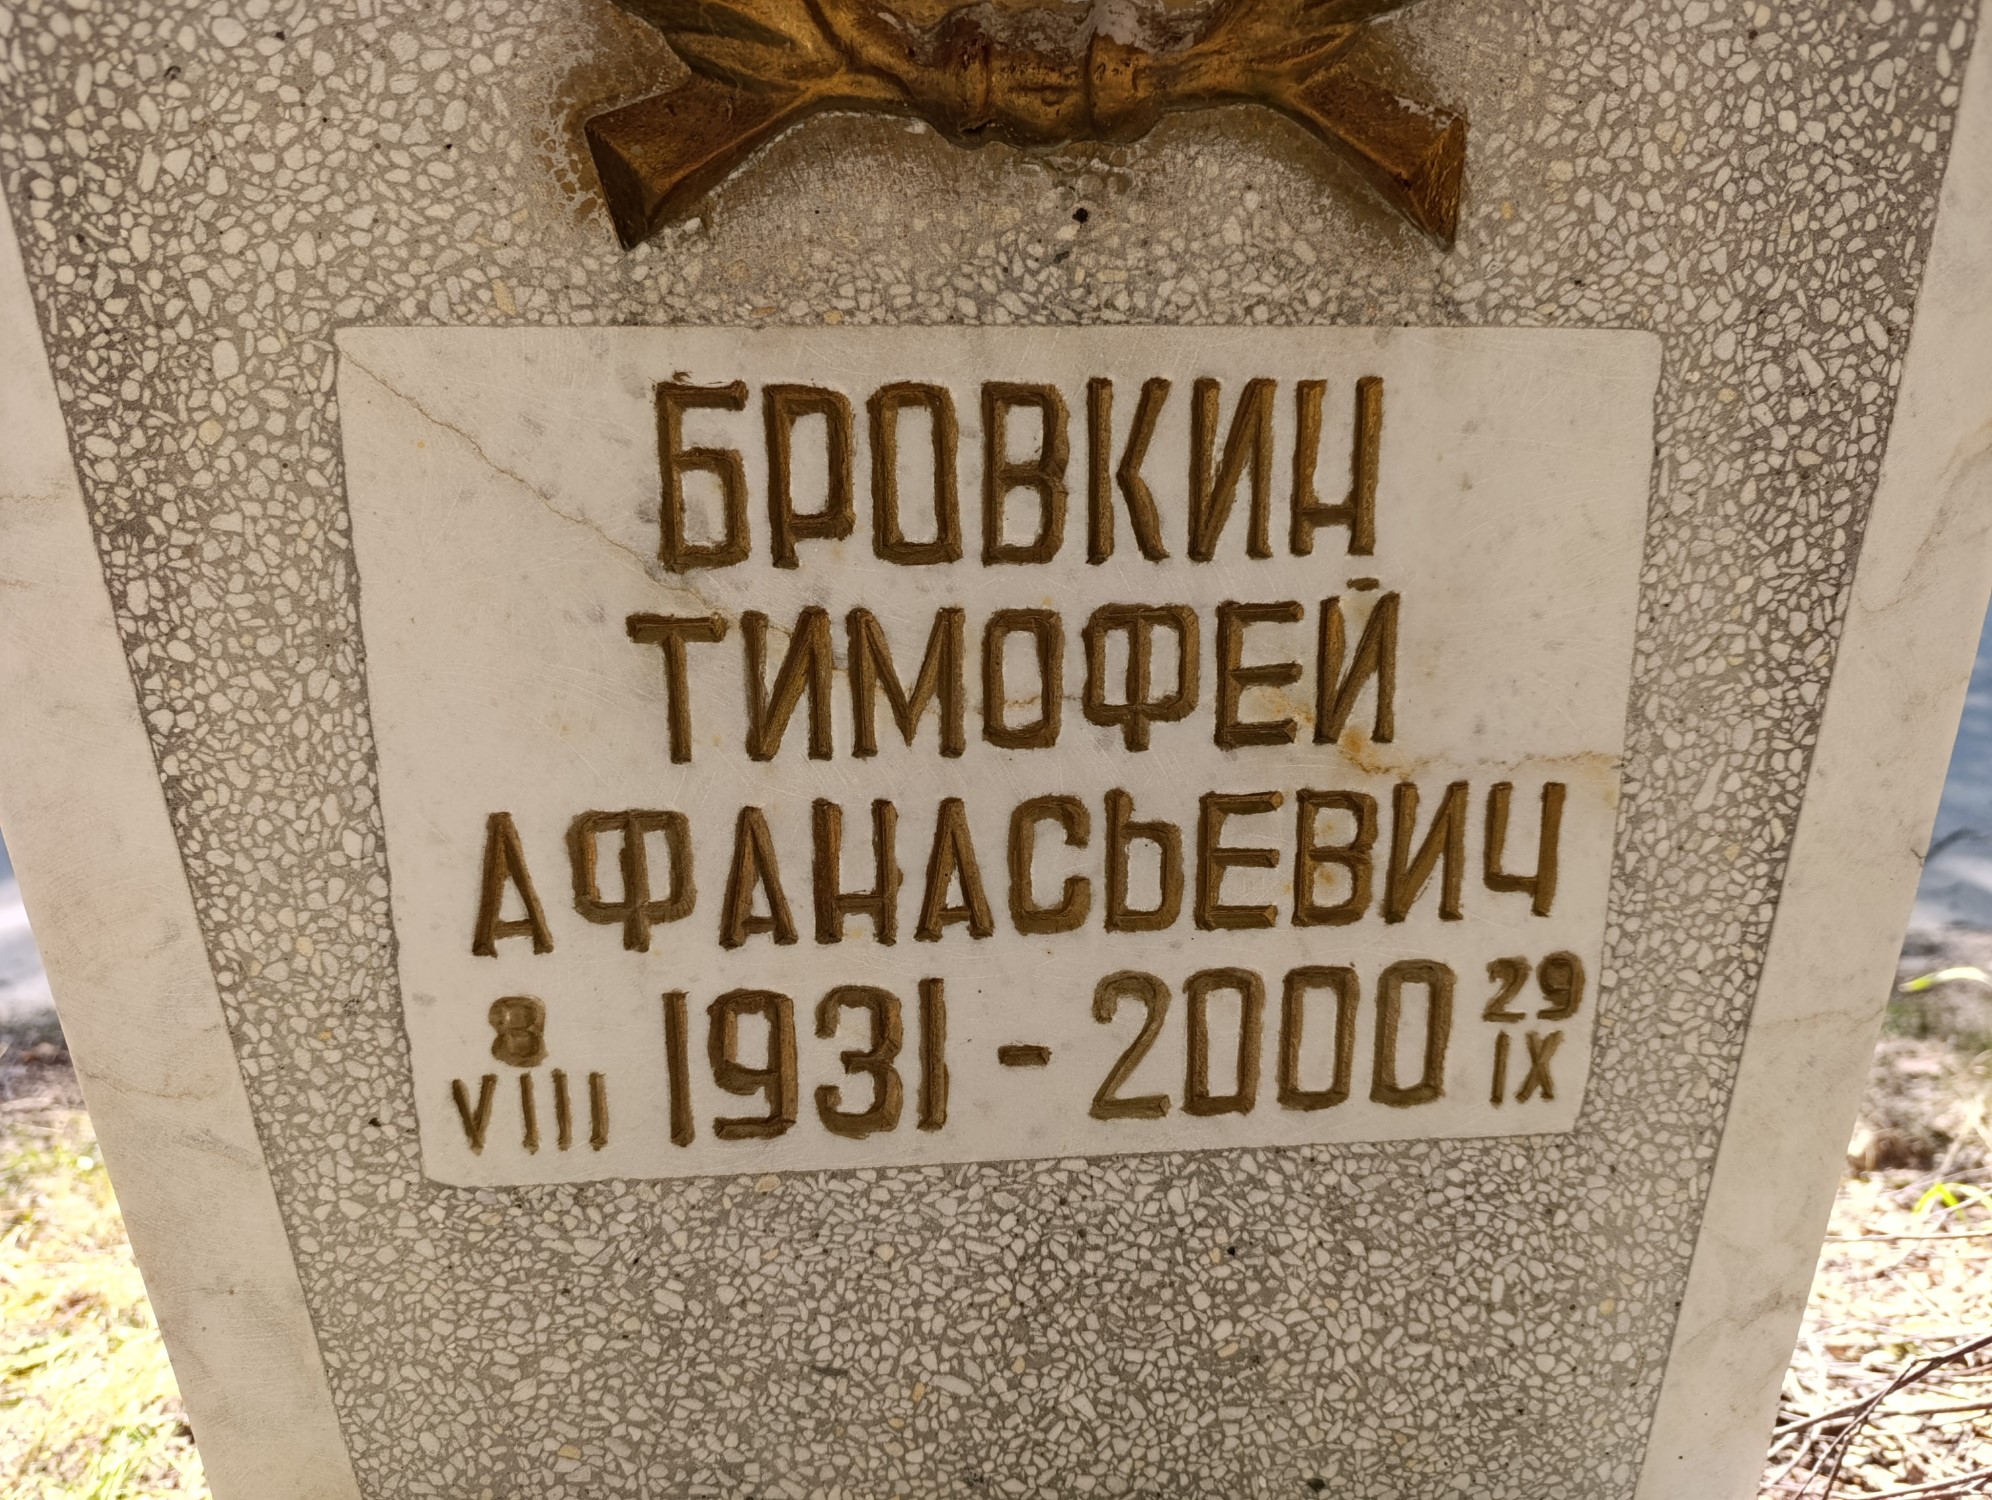 БРОВКИН
ТИМОФЕЙ
АФАНАСЬЕВИЧ
8 VIII 1931 - 2000 29 IX